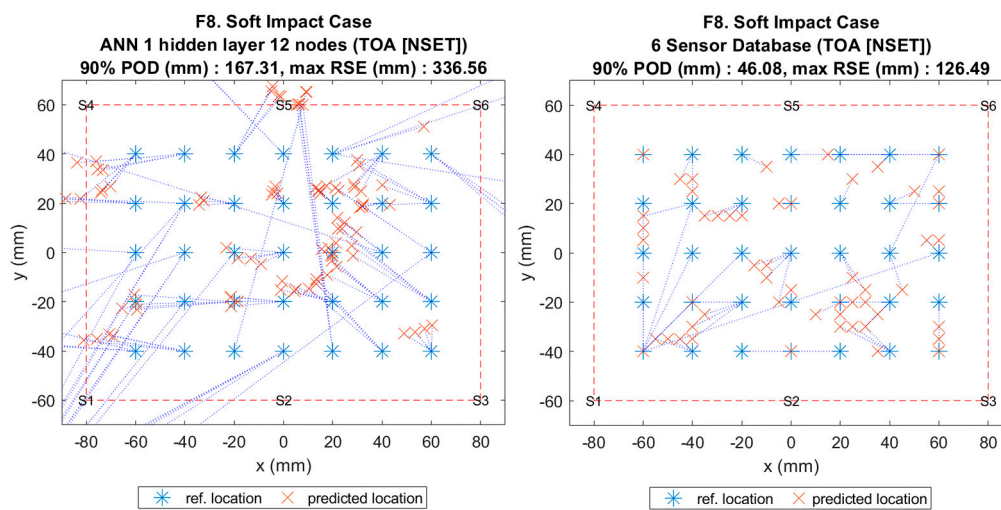 F8. Soft Impact Case
ANN 1 hidden layer 12 nodes (TOA [NSET])
90% POD (mm) : 167.31, max RSE (mm) : 336.56
60
40
20
0
-20
-40
-60
y (mm)
S4
S5
S6
S1
S2
S3
-80
-60
-40
-20
0
20
40
60
80
x (mm)
ref. location
predicted location
F8. Soft Impact Case
6 Sensor Database (TOA [NSET])
90% POD (mm) : 46.08, max RSE (mm) : 126.49
60
40
20
0
-20
-40
-60
y (mm)
S4
S5
S6
S1
S2
S3
-80
-60
-40
-20
0
20
40
60
80
x (mm)
ref. location
predicted location